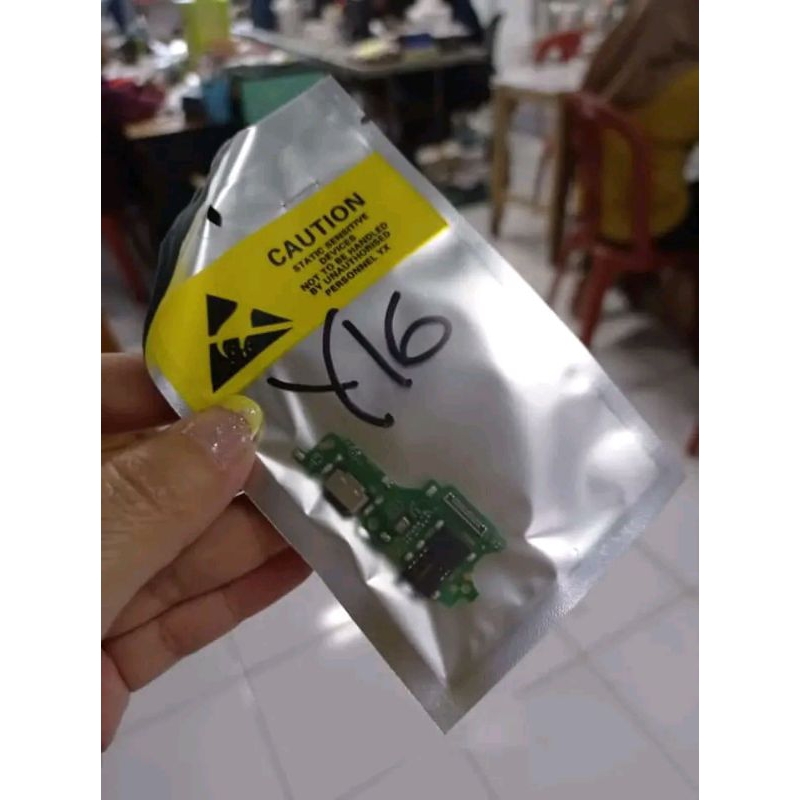 CAUTION
STATIC SENSITIVE
DEVICES
NOT TO BE HANDLED
BY UNAUTHORISED
PERSONNEL YX
Y16